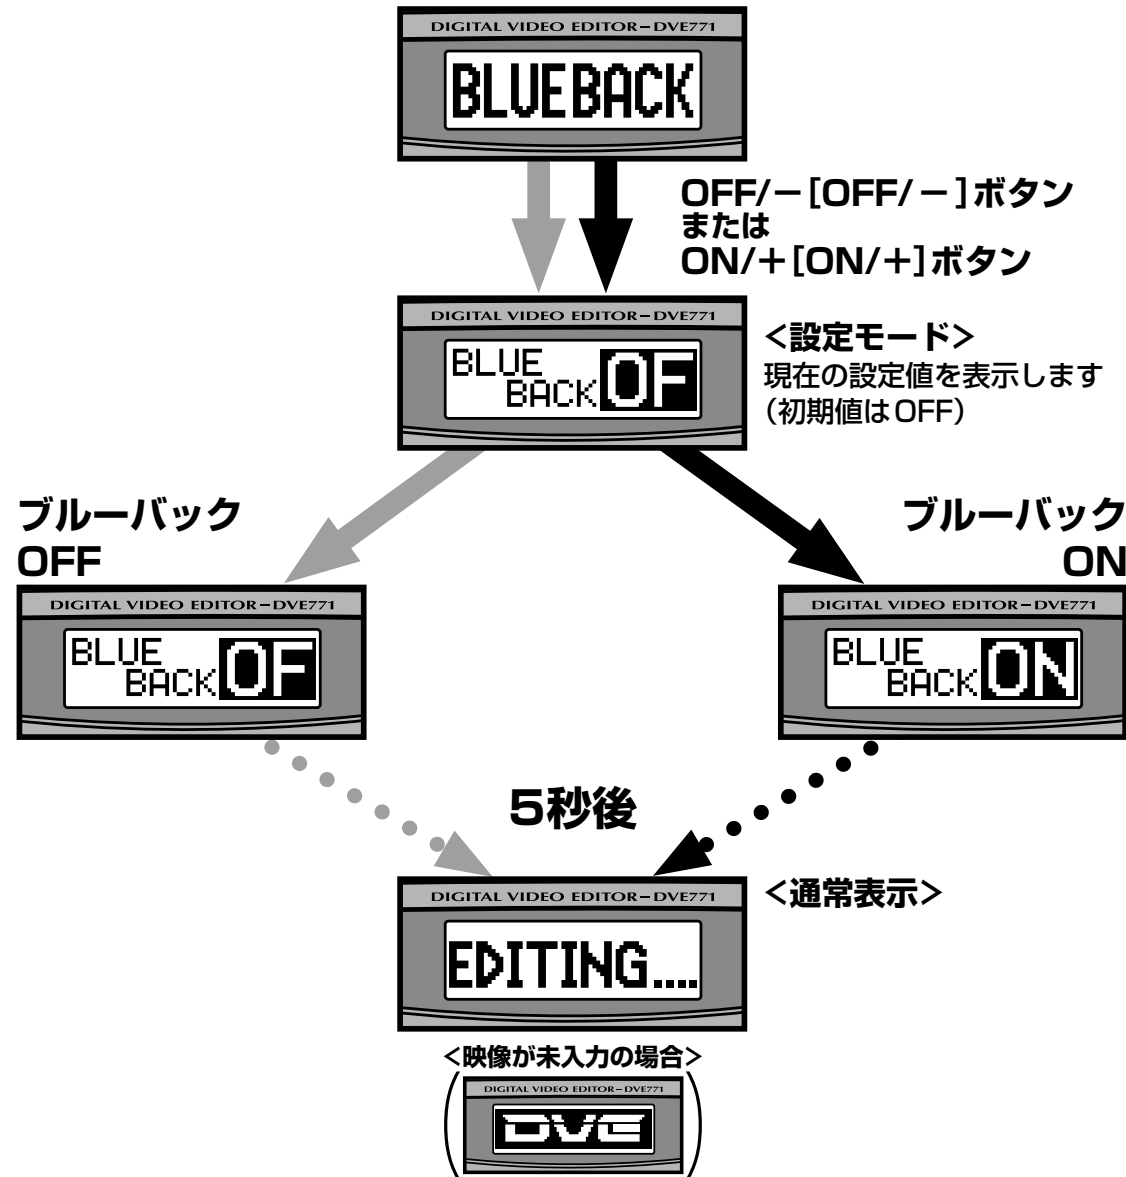 DIGITAL VIDEO EDITOR-DVE771
BLUEBACK
OFF/ー[OFF/ー]ボタン
または
ON/＋[ON/＋]ボタン
DIGITAL VIDEO EDITOR-DVE771
BLUE
BACK OF
＜設定モード＞
現在の設定値を表示します
（初期値はOFF）
ブルーバック
OFF
DIGITAL VIDEO EDITOR-DVE771
BLUE
BACK OF
ブルーバック
ON
DIGITAL VIDEO EDITOR-DVE771
BLUE
BACK ON
5秒後
DIGITAL VIDEO EDITOR-DVE771
EDITING....
＜通常表示＞
＜映像が未入力の場合＞
DIGITAL VIDEO EDITOR-DVE771
DVE